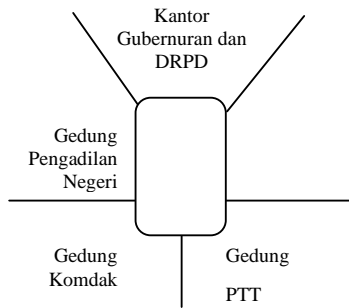 Kantor
Gubernuran dan
DRPD
Gedung
Pengadilan
Negeri
Gedung
Komdak
Gedung
PTT